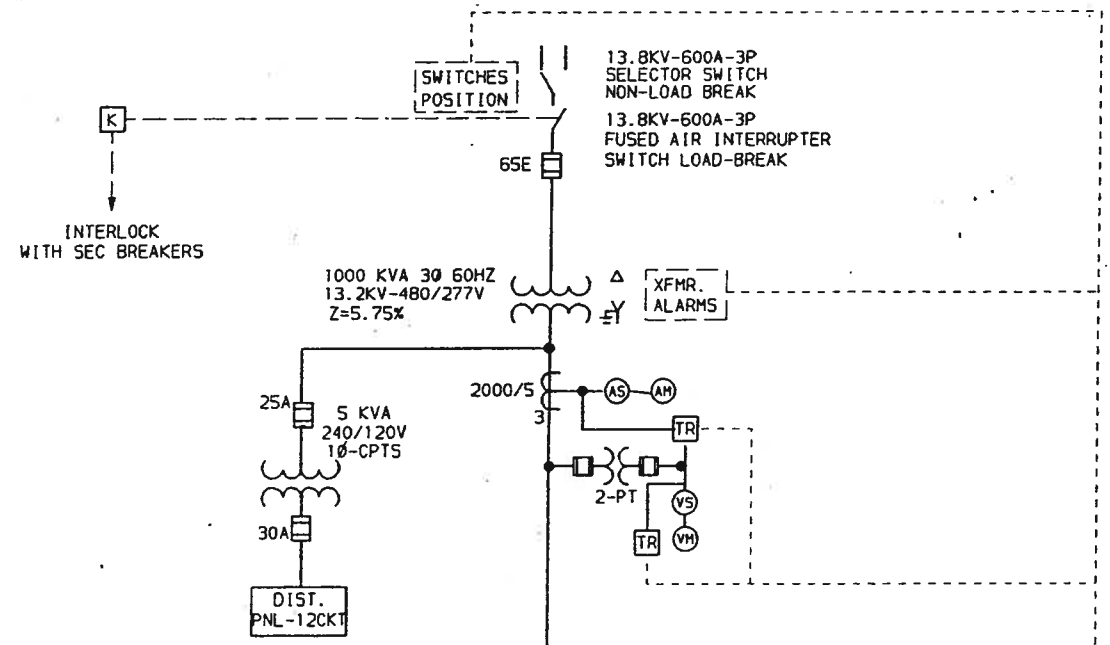 13.8KV-600A-3P
SELECTOR SWITCH
NON-LOAD BREAK
SWITCHES
POSITION
K
13.8KV-600A-3P
FUSED AIR INTERRUPTER
SWITCH LOAD-BREAK
65E
INTERLOCK
WITH SEC BREAKERS
1000 KVA 3Ø 60HZ
13.2KV-480/277V
Z=5.75%
Δ
Y
XFMR.
ALARMS
2000/5
3
AS
AM
25A
5 KVA
240/120V
1Ø-CPTS
TR
2-PT
VS
30A
TR
VM
DIST.
PNL-12CKT